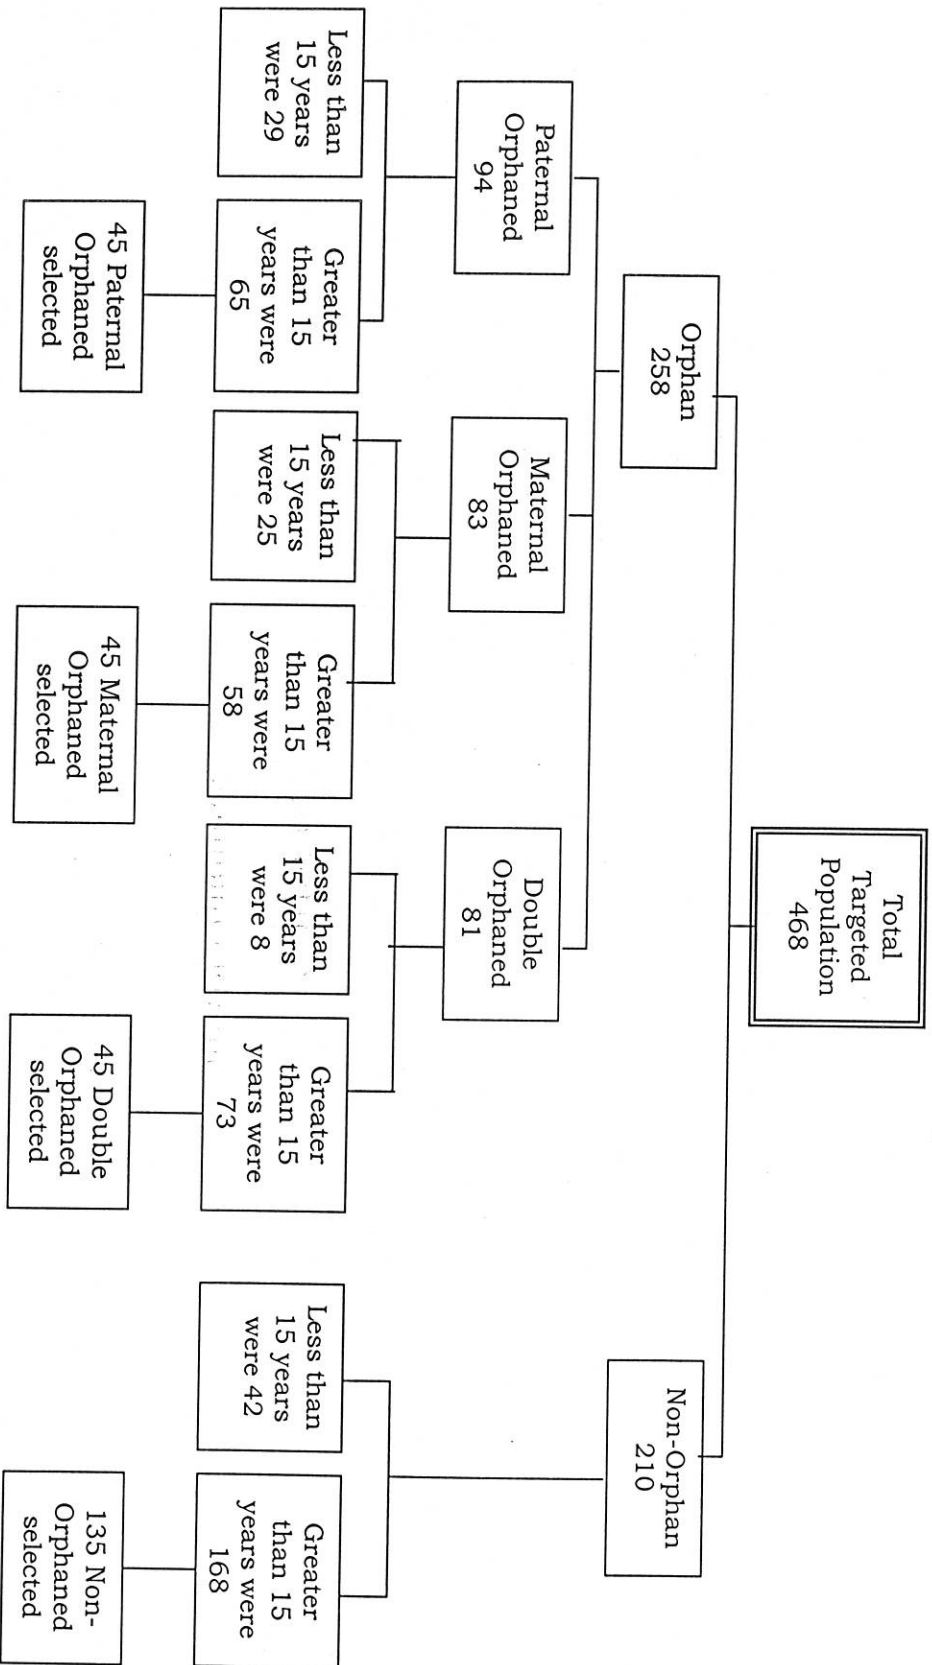 Total
Targeted
Population
468
Orphan
258
Non-Orphan
210
Paternal
Orphaned
94
Maternal
Orphaned
83
Double
Orphaned
81
Less than
15 years
were 29
Greater
than 15
years were
65
Less than
15 years
were 25
Greater
than 15
years were
58
Less than
15 years
were 8
Greater
than 15
years were
73
Less than
15 years
were 42
Greater
than 15
years were
168
45 Paternal
Orphaned
selected
45 Maternal
Orphaned
selected
45 Double
Orphaned
selected
135 Non-
Orphaned
selected